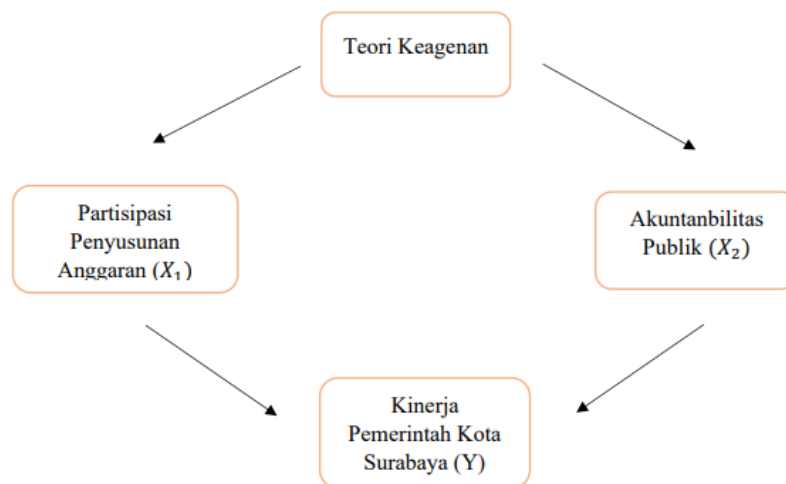 Teori Keagenan
Partisipasi
Penyusunan
Anggaran (X₁)
Akuntanbilitas
Publik (X₂)
Kinerja
Pemerintah Kota
Surabaya (Y)